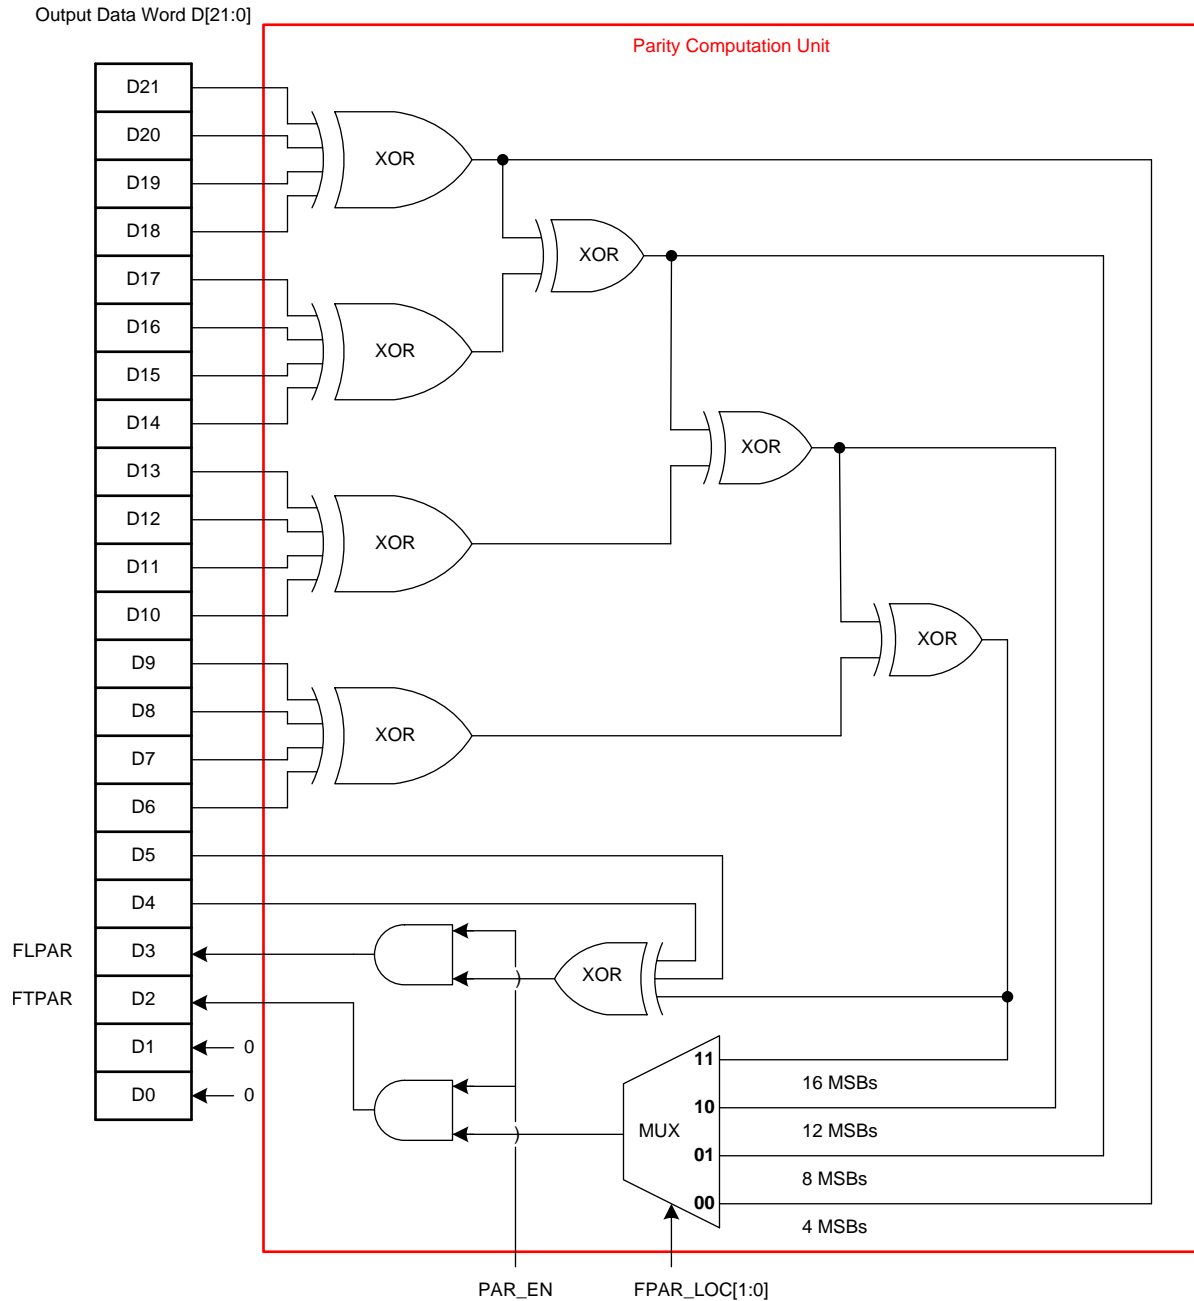 Output Data Word D[21:0]
Parity Computation Unit
D21
D20
XOR
D19
D18
XOR
D17
D16
XOR
D15
D14
D13
XOR
D12
XOR
D11
D10
D9
XOR
D8
XOR
D7
D6
D5
D4
FLPAR D3
XOR
FTPAR D2
D1 0
11
16 MSBs
D0 0
10
MUX
12 MSBs
01
8 MSBs
00
4 MSBs
PAR_EN FPAR_LOC[1:0]